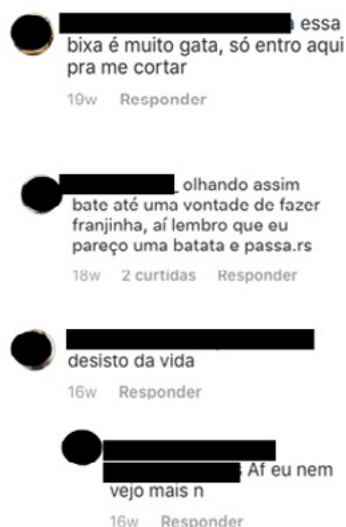 essa
bixa é muito gata, só entro aqui
pra me cortar
19w Responder
olhando assim
bate até uma vontade de fazer
franjinha, aí lembro que eu
pareço uma batata e passa.rs
18w 2 curtidas Responder
desisto da vida
16w Responder
Af eu nem
vejo mais n
16w Responder